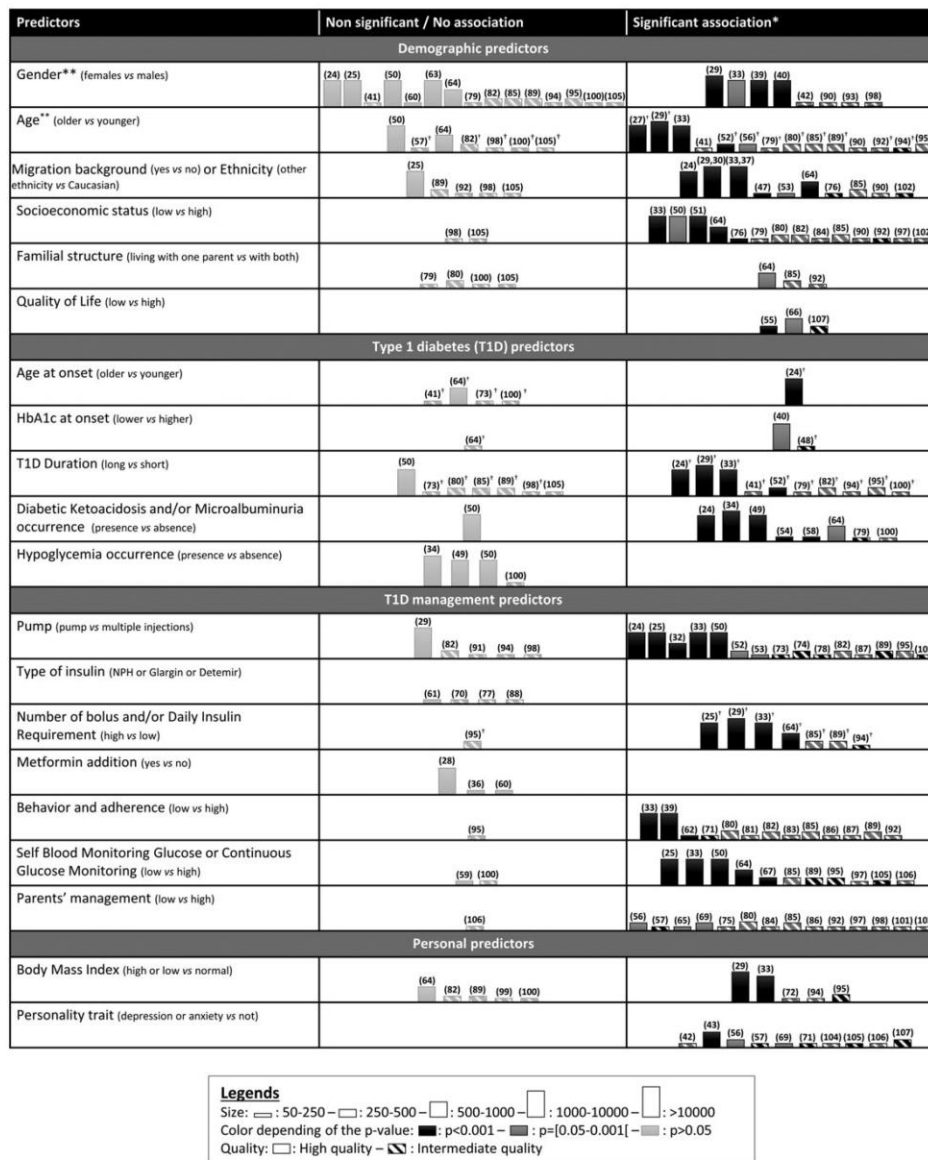 Predictors Non significant / No association Significant association*
Demographic predictors
Gender** (females vs males)
(24) (25) (41) (50) (60) (63) (64) (79) (82) (85) (89) (94) (95) (100) (105)
(29) (33) (39) (40) (42) (90) (93) (98)
Age** (older vs younger)
(50) (57)† (64) (82)† (98)† (100)† (105)†
(27)† (29)† (33) (41) (52)† (56)† (79)† (80)† (85)† (89)† (90) (92)† (94)† (95
Migration background (yes vs no) or Ethnicity (other
ethnicity vs Caucasian)
(25) (89) (92) (98) (105)
(24) (29,30) (33,37) (47) (53) (64) (76) (85) (90) (102)
Socioeconomic status (low vs high)
(98) (105)
(33) (50) (51) (64) (76) (79) (80) (82) (84) (85) (90) (92) (97) (102
Familial structure (living with one parent vs with both)
(79) (80) (100) (105)
(64) (85) (92)
Quality of Life (low vs high)
(55) (66) (107)
Type 1 diabetes (T1D) predictors
Age at onset (older vs younger)
(41)† (64)† (73)† (100)†
(24)†
HbA1c at onset (lower vs higher)
(64)†
(40) (48)†
T1D Duration (long vs short)
(50) (73)† (80)† (85)† (89)† (98)† (105)
(24)† (29)† (33)† (41)† (52)† (79)† (82)† (94)† (95)† (100)†
Diabetic Ketoacidosis and/or Microalbuminuria
occurrence (presence vs absence)
(50)
(24) (34) (49) (54) (58) (64) (79) (100)
Hypoglycemia occurrence (presence vs absence)
(34) (49) (50) (100)
T1D management predictors
Pump (pump vs multiple injections)
(29) (82) (91) (94) (98)
(24) (25) (32) (33) (50) (52) (53) (73) (74) (78) (82) (87) (89) (95) (10
Type of insulin (NPH or Glargin or Detemir)
(61) (70) (77) (88)
Number of bolus and/or Daily Insulin
Requirement (high vs low)
(95)†
(25)† (29)† (33)† (64)† (85)† (89)† (94)†
Metformin addition (yes vs no)
(28) (36) (60)
Behavior and adherence (low vs high)
(95)
(33) (39) (62) (71) (80) (81) (82) (83) (85) (86) (87) (89) (92)
Self Blood Monitoring Glucose or Continuous
Glucose Monitoring (low vs high)
(59) (100)
(25) (33) (50) (64) (67) (85) (89) (95) (97) (105) (106)
Parents' management (low vs high)
(106)
(56) (57) (65) (69) (75) (80) (84) (85) (86) (92) (97) (98) (101) (10
Personal predictors
Body Mass Index (high or low vs normal)
(64) (82) (89) (99) (100)
(29) (33) (72) (94) (95)
Personality trait (depression or anxiety vs not)
(42) (43) (56) (57) (69) (71) (104) (105) (106) (107)
Legends
Size: : 50-250 – : 250-500 – : 500-1000 – : 1000-10000 – : >10000
Color depending of the p-value: : p<0.001 – : p=[0.05-0.001[ – : p>0.05
Quality: : High quality – : Intermediate quality